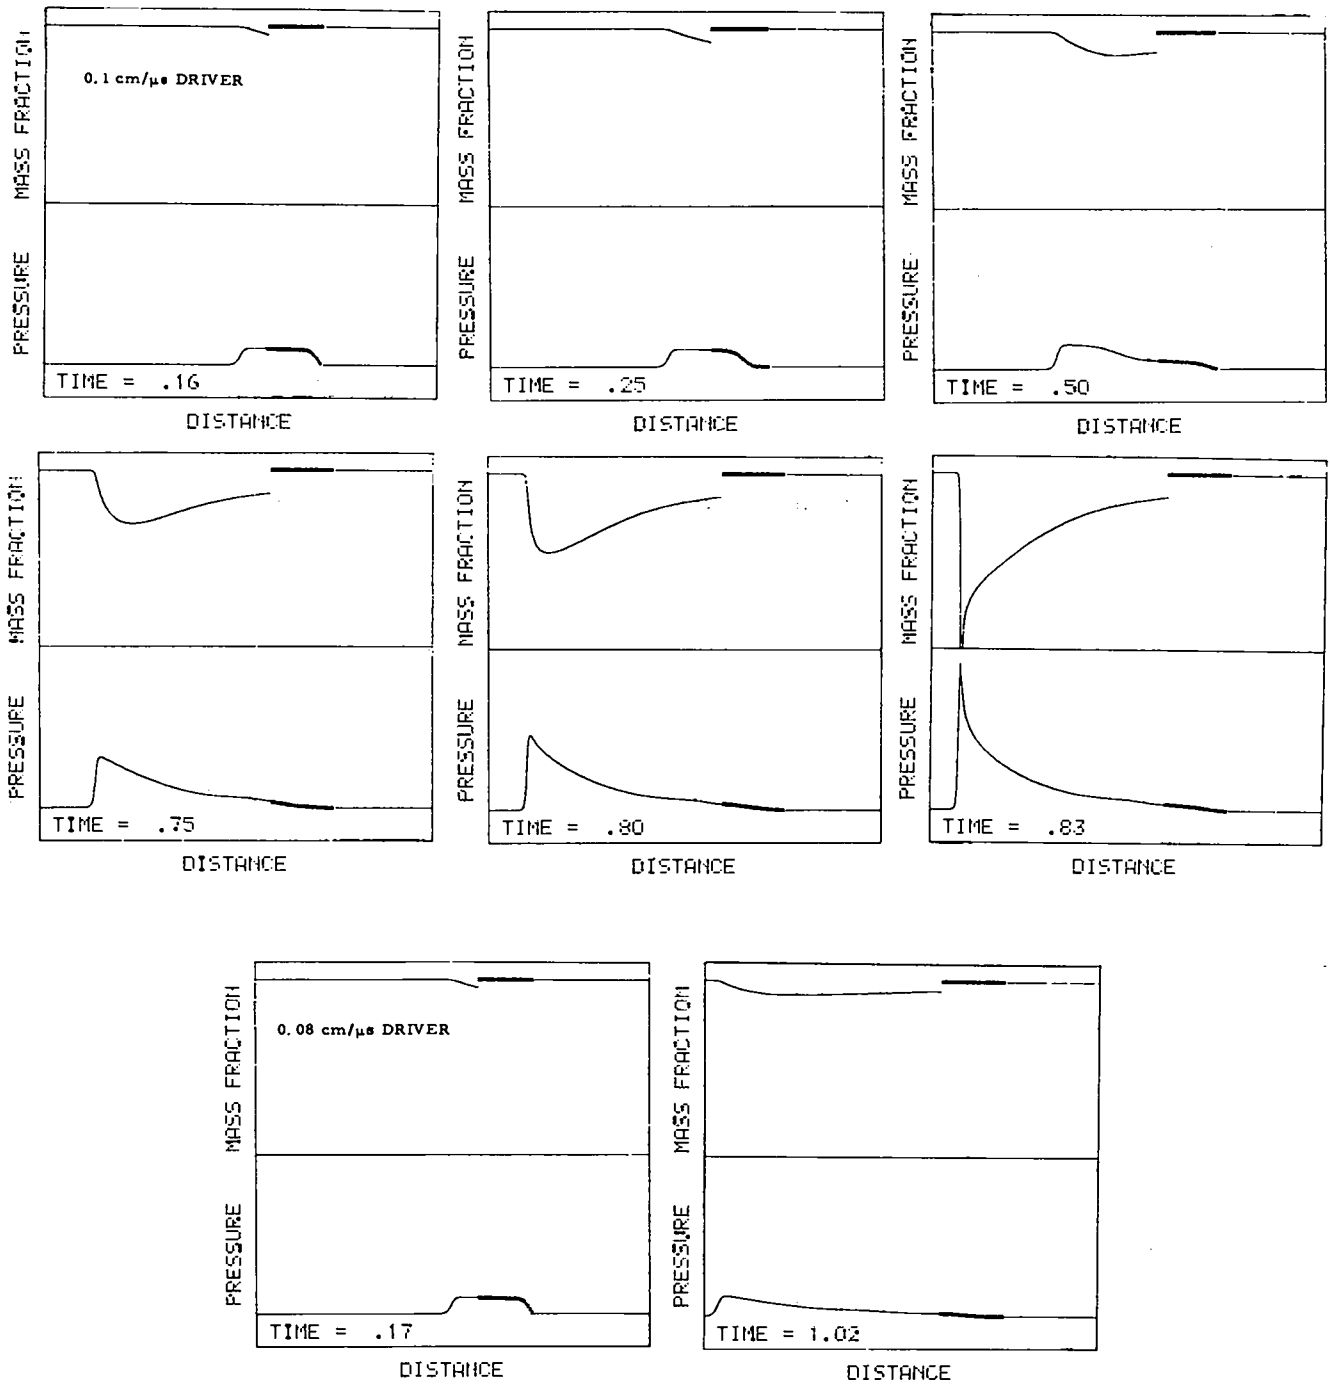 MASS FRACTION
0.1 cm/μs DRIVER
PRESSURE
TIME = .16
DISTANCE
MASS FRACTION
PRESSURE
TIME = .25
DISTANCE
MASS FRACTION
PRESSURE
TIME = .50
DISTANCE
MASS FRACTION
PRESSURE
TIME = .75
DISTANCE
MASS FRACTION
PRESSURE
TIME = .80
DISTANCE
MASS FRACTION
PRESSURE
TIME = .83
DISTANCE
MASS FRACTION
0.08 cm/μs DRIVER
PRESSURE
TIME = .17
DISTANCE
MASS FRACTION
PRESSURE
TIME = 1.02
DISTANCE